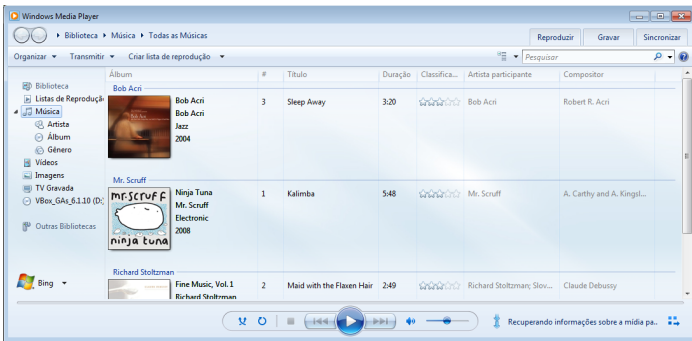 Windows Media Player
Biblioteca Música Todas as Músicas
Reproduzir Gravar Sincronizar
Organizar Transmitir Criar lista de reprodução Pesquisar
Álbum # Título Duração Classifica... Artista participante Compositor
Biblioteca
Listas de Reproduçã
Música
Artista
Álbum
Gênero
Vídeos
Imagens
TV Gravada
VBox_GAs_6.1.10 (D:)
Outras Bibliotecas
Bing
Bob Acri
Bob Acri 3 Sleep Away 3:20 Bob Acri Robert R. Acri
Bob Acri
Jazz
2004
Mr. Scruff
mr.scruff
ninja tuna
Ninja Tuna 1 Kalimba 5:48 Mr. Scruff A. Carthy and A. Kingsl...
Mr. Scruff
Electronic
2008
Richard Stoltzman
Fine Music, Vol. 1 2 Maid with the Flaxen Hair 2:49 Richard Stoltzman; Slov... Claude Debussy
Richard Stoltzman
Recuperando informações sobre a mídia pa..